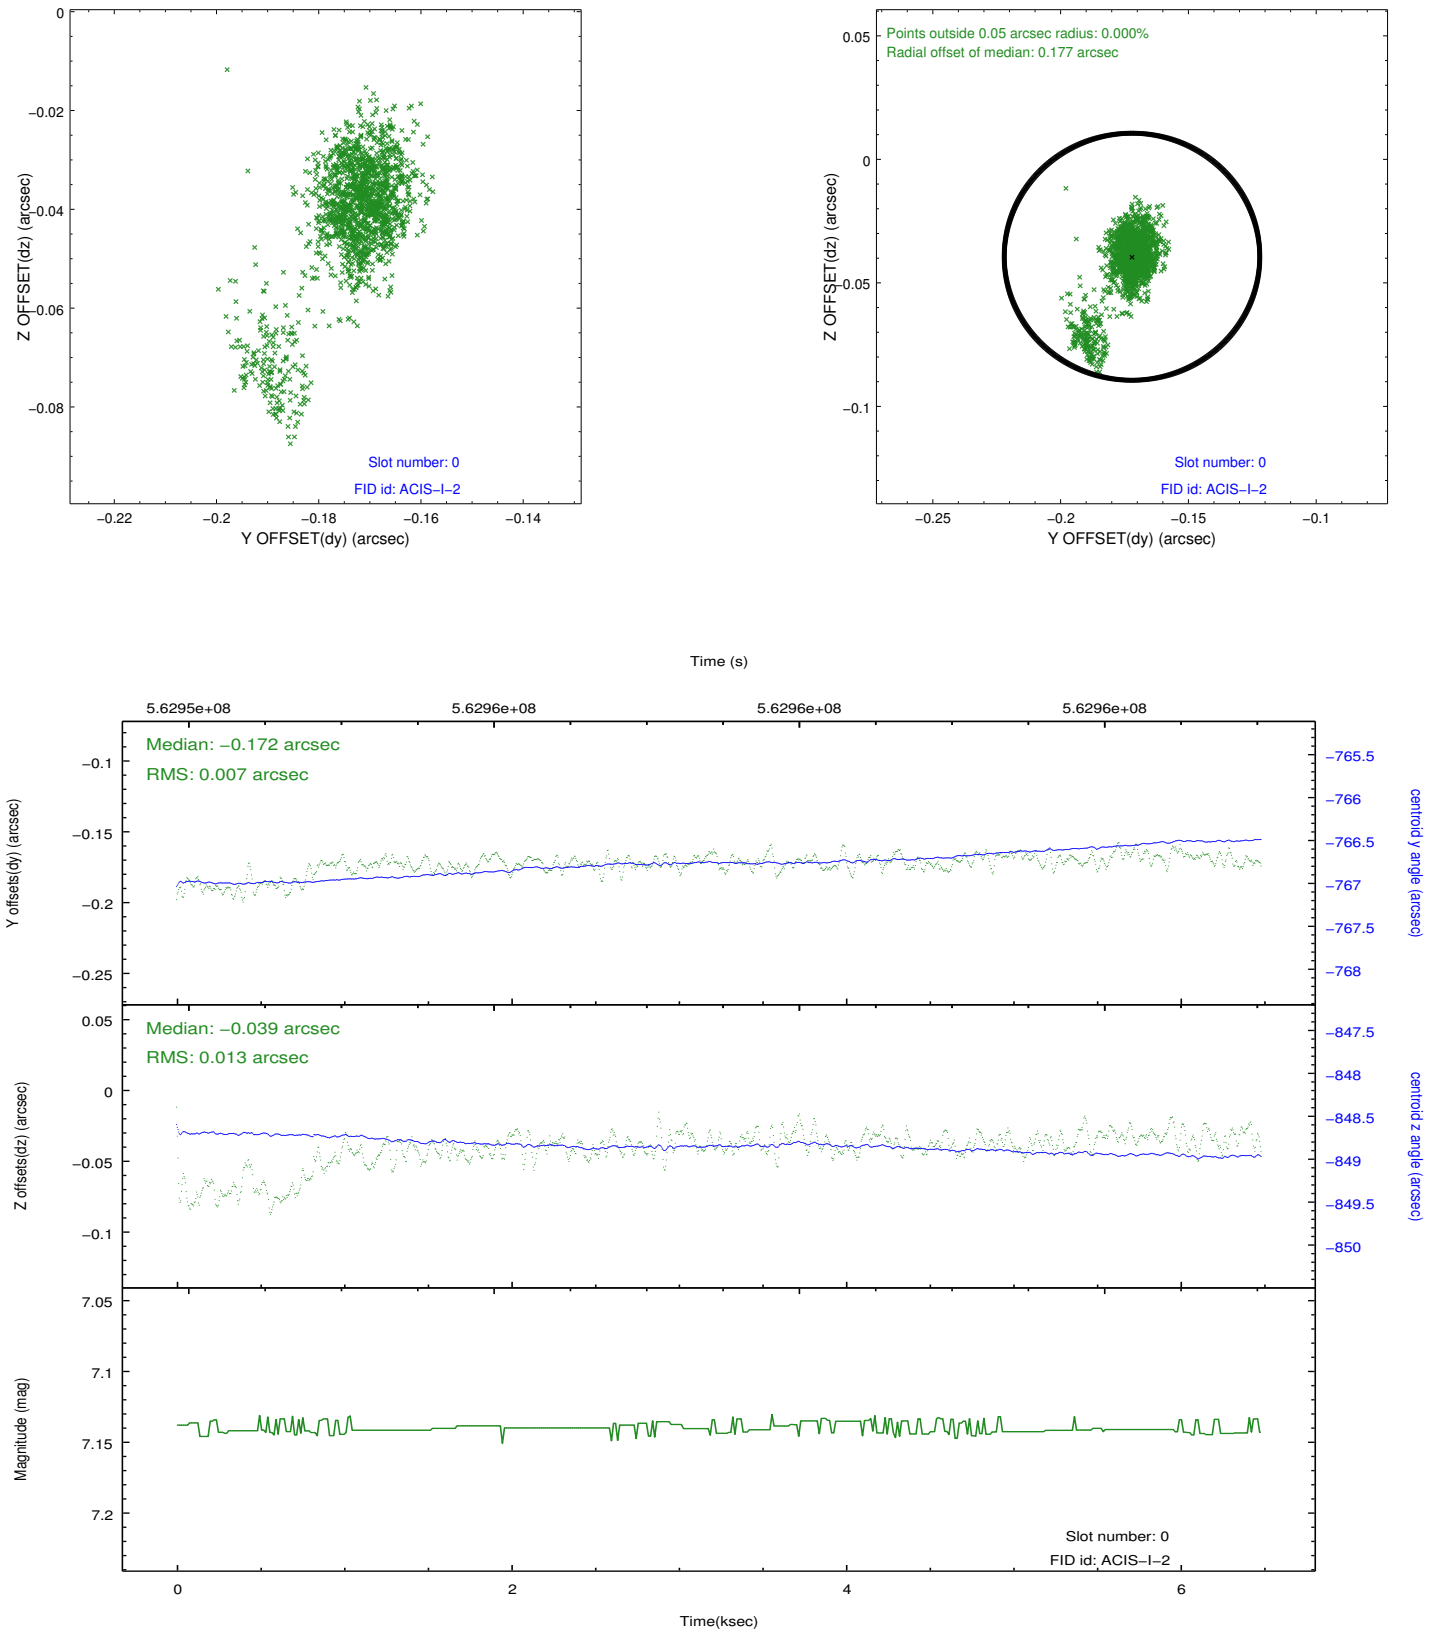 0
−0.02
−0.04
−0.06
−0.08
Z OFFSET(dz) (arcsec)
Slot number: 0
FID id: ACIS−I−2
−0.22
−0.2
−0.18
−0.16
−0.14
Y OFFSET(dy) (arcsec)
Points outside 0.05 arcsec radius: 0.000%
Radial offset of median: 0.177 arcsec
0.05
0
−0.05
−0.1
Z OFFSET(dz) (arcsec)
Slot number: 0
FID id: ACIS−I−2
−0.25
−0.2
−0.15
−0.1
Y OFFSET(dy) (arcsec)
Time (s)
5.6295e+08
5.6296e+08
5.6296e+08
5.6296e+08
Median: −0.172 arcsec
RMS: 0.007 arcsec
−0.1
−0.15
−0.2
−0.25
Y offsets(dy) (arcsec)
−765.5
−766
−766.5
−767
−767.5
−768
centroid y angle (arcsec)
Median: −0.039 arcsec
RMS: 0.013 arcsec
0.05
0
−0.05
−0.1
Z offsets(dz) (arcsec)
−847.5
−848
−848.5
−849
−849.5
−850
centroid z angle (arcsec)
7.05
7.1
7.15
7.2
Magnitude (mag)
Slot number: 0
FID id: ACIS−I−2
0
2
4
6
Time(ksec)